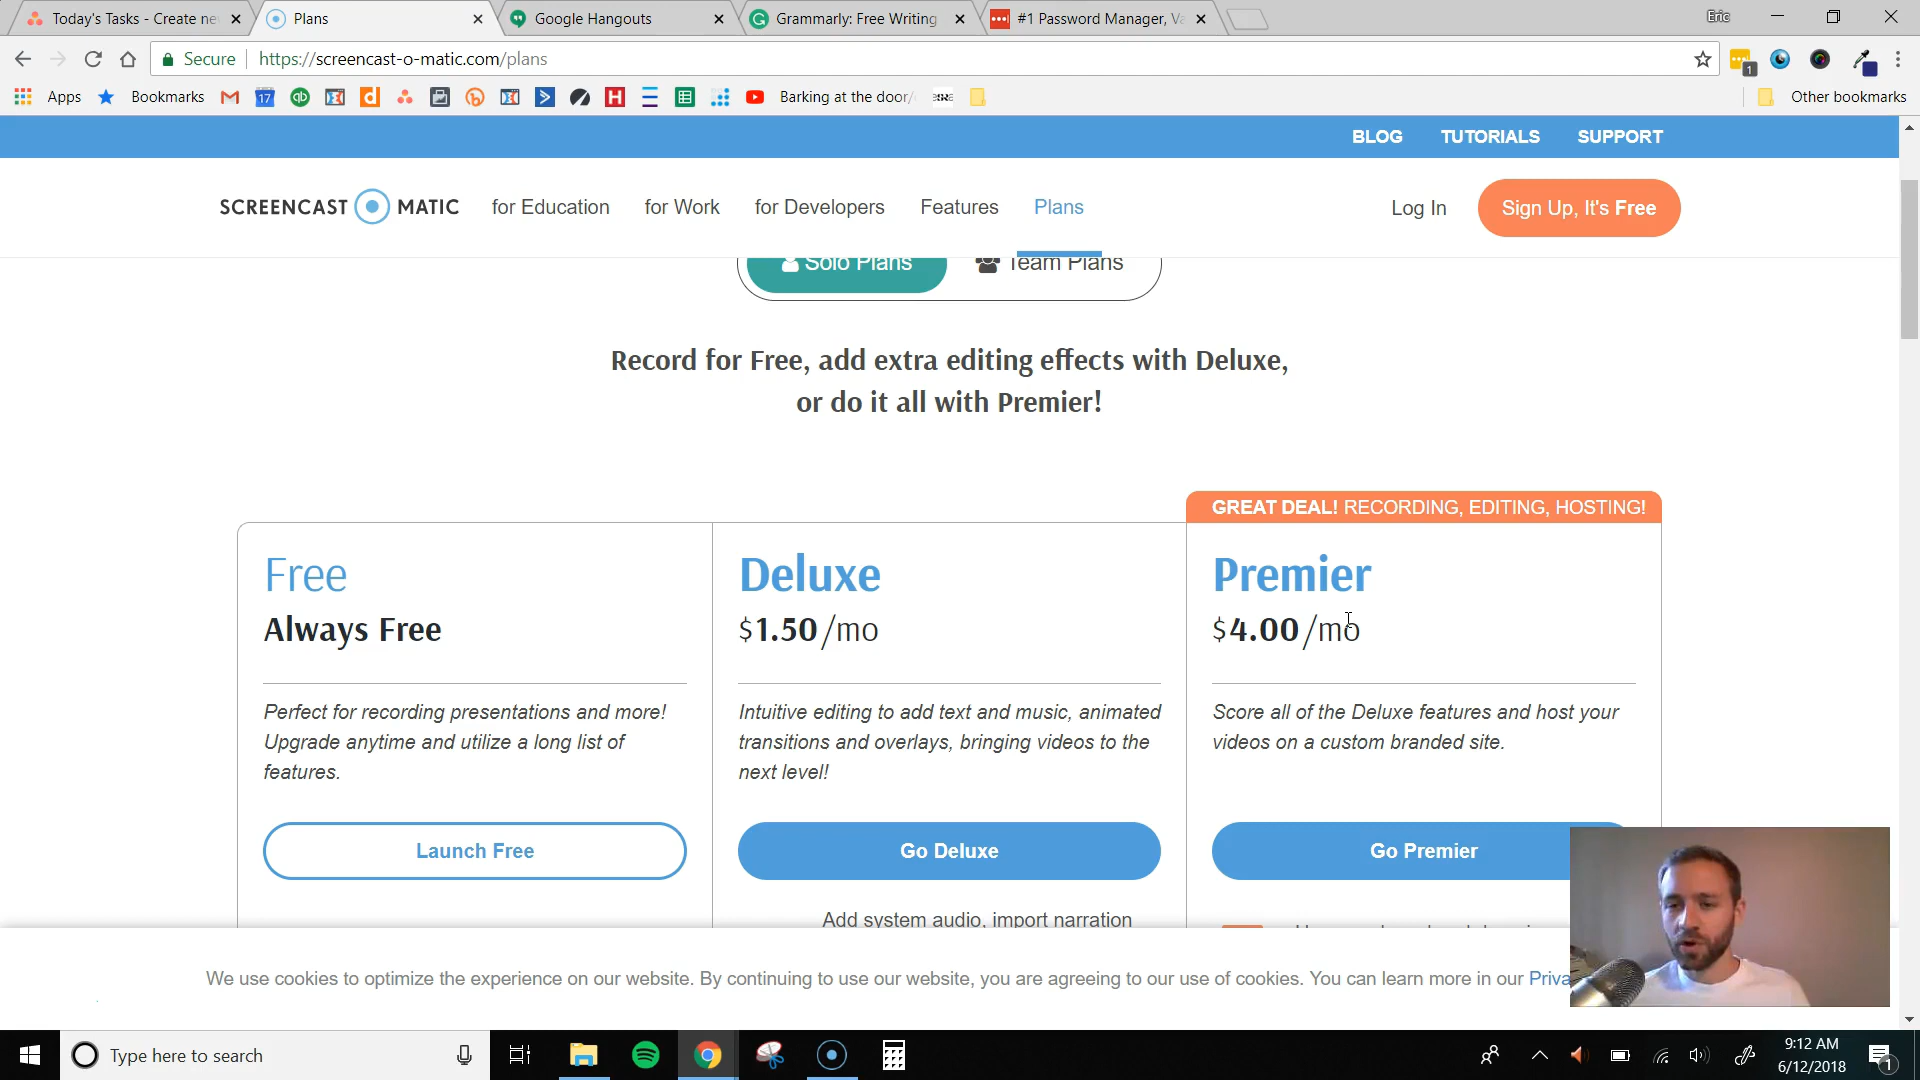 Today's Tasks - Create ne
Plans
Google Hangouts
Grammarly: Free Writing
#1 Password Manager, Va
Eric
Secure
https://screencast-o-matic.com/plans
Apps
Bookmarks
Barking at the door/
Other bookmarks
BLOG
TUTORIALS
SUPPORT
SCREENCAST MATIC
for Education
for Work
for Developers
Features
Plans
Log In
Sign Up, It's Free
Solo Plans
Team Plans
Record for Free, add extra editing effects with Deluxe,
or do it all with Premier!
GREAT DEAL! RECORDING, EDITING, HOSTING!
Free
Always Free
Perfect for recording presentations and more!
Upgrade anytime and utilize a long list of
features.
Launch Free
Deluxe
$1.50/mo
Intuitive editing to add text and music, animated
transitions and overlays, bringing videos to the
next level!
Go Deluxe
Add system audio, import narration
Premier
$4.00/mo
Score all of the Deluxe features and host your
videos on a custom branded site.
Go Premier
We use cookies to optimize the experience on our website. By continuing to use our website, you are agreeing to our use of cookies. You can learn more in our Priva
Type here to search
9:12 AM
6/12/2018
1